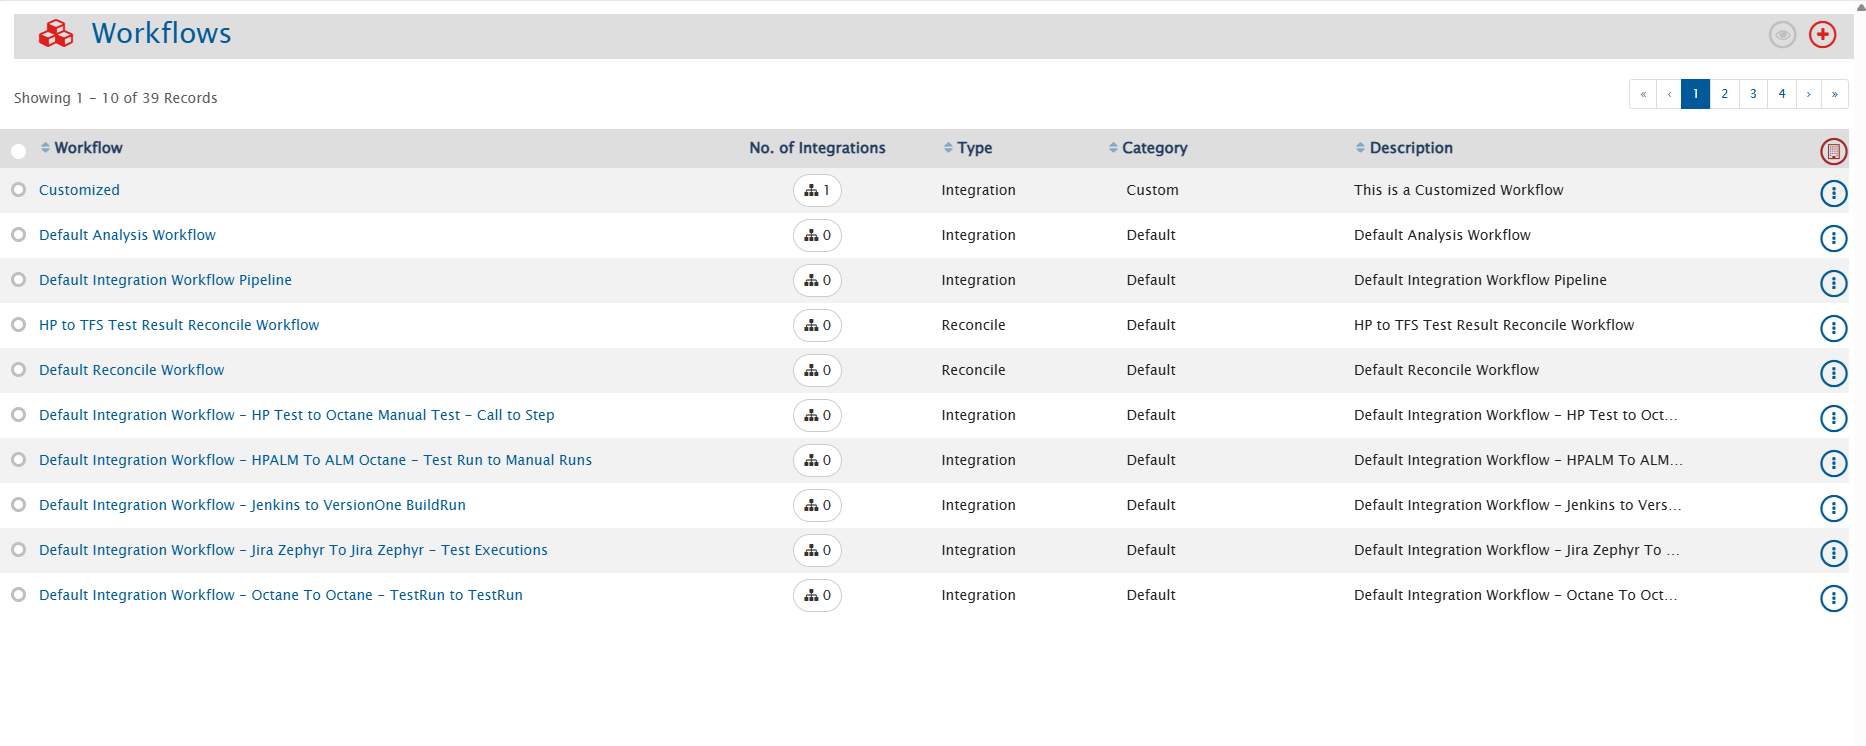 Workflows
Showing 1 - 10 of 39 Records
« ‹ 1 2 3 4 › »
Workflow No. of Integrations Type Category Description
Customized 1 Integration Custom This is a Customized Workflow
Default Analysis Workflow 0 Integration Default Default Analysis Workflow
Default Integration Workflow Pipeline 0 Integration Default Default Integration Workflow Pipeline
HP to TFS Test Result Reconcile Workflow 0 Reconcile Default HP to TFS Test Result Reconcile Workflow
Default Reconcile Workflow 0 Reconcile Default Default Reconcile Workflow
Default Integration Workflow - HP Test to Octane Manual Test - Call to Step 0 Integration Default Default Integration Workflow - HP Test to Oct...
Default Integration Workflow - HPALM To ALM Octane - Test Run to Manual Runs 0 Integration Default Default Integration Workflow - HPALM To ALM...
Default Integration Workflow - Jenkins to VersionOne BuildRun 0 Integration Default Default Integration Workflow - Jenkins to Vers...
Default Integration Workflow - Jira Zephyr To Jira Zephyr - Test Executions 0 Integration Default Default Integration Workflow - Jira Zephyr To ...
Default Integration Workflow - Octane To Octane - TestRun to TestRun 0 Integration Default Default Integration Workflow - Octane To Oct...